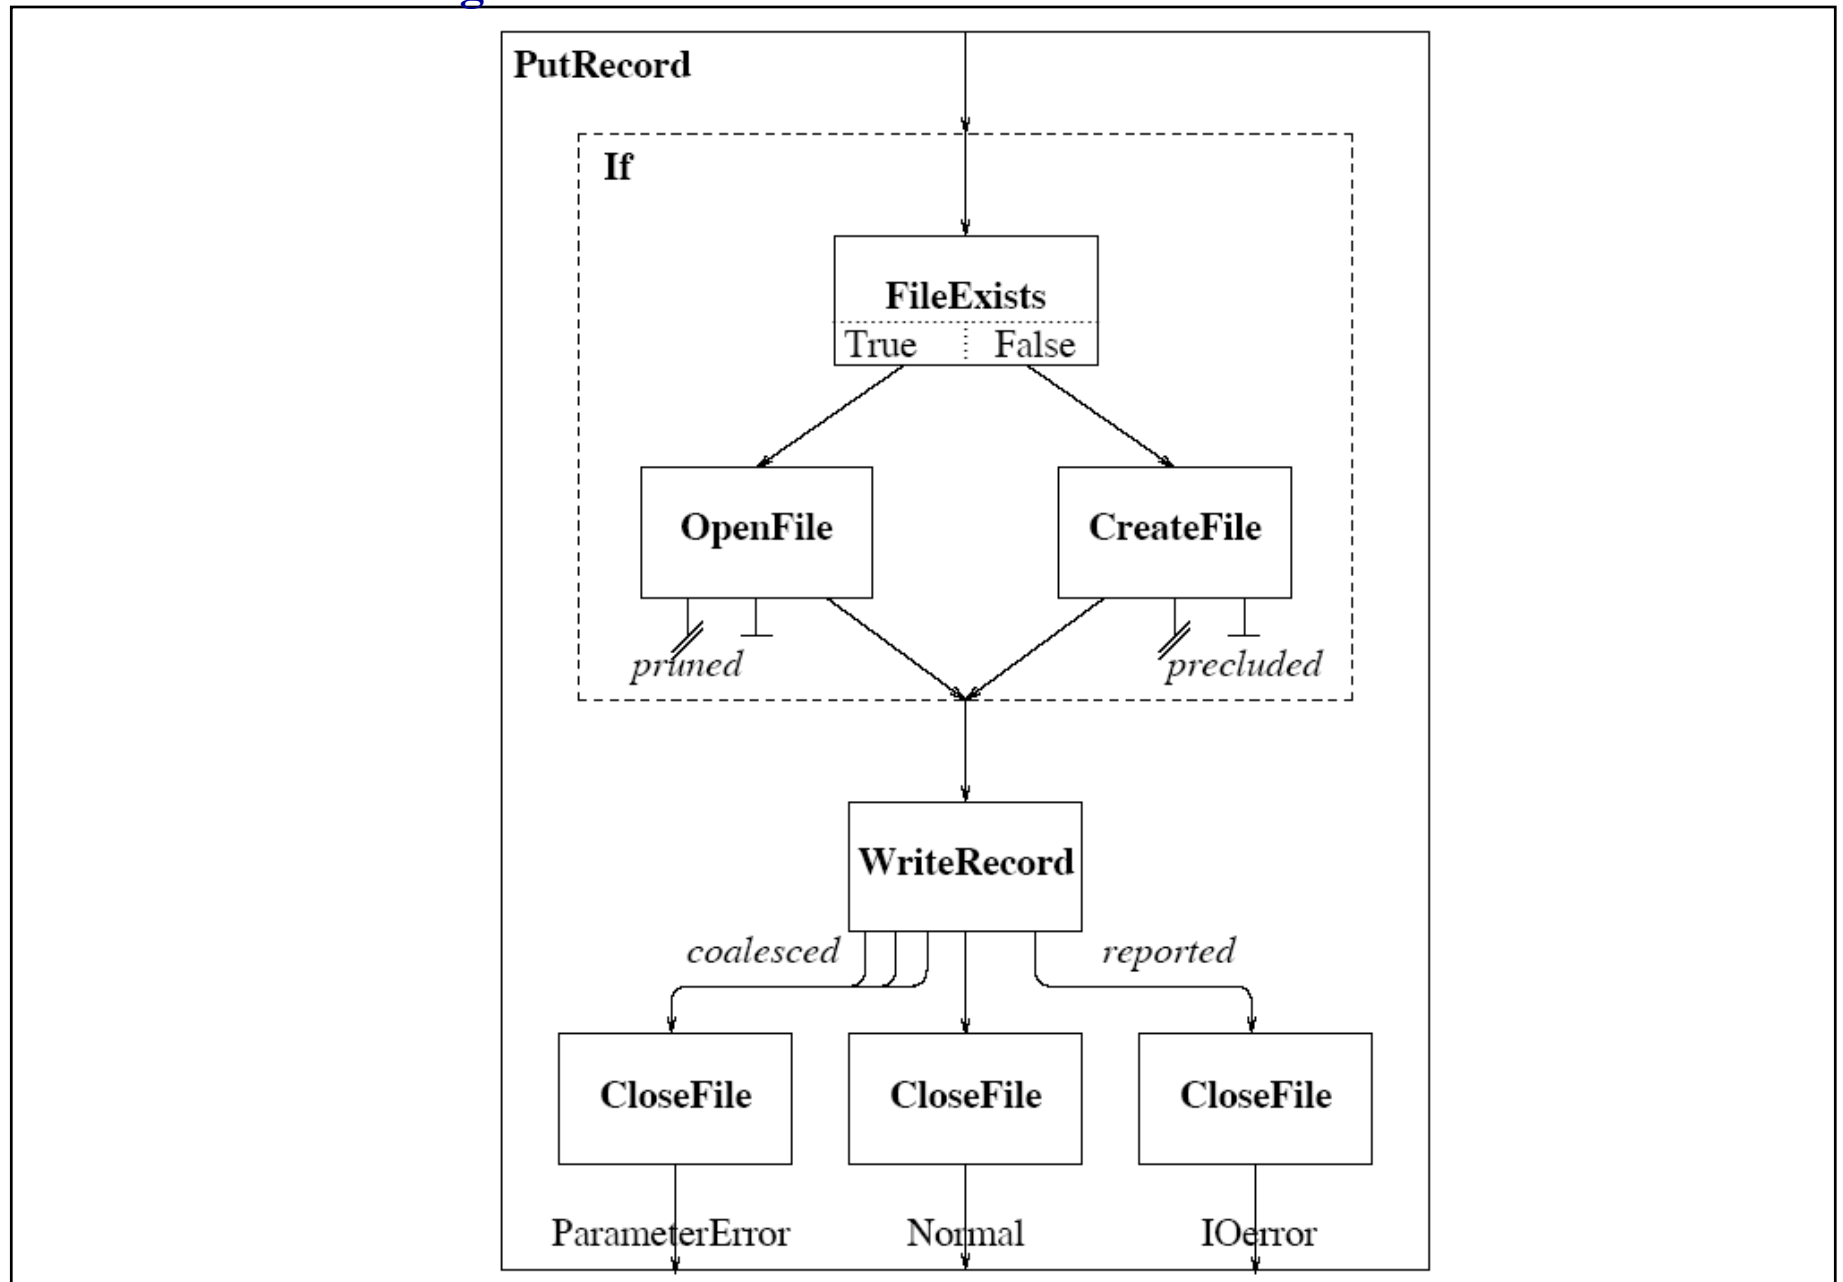 PutRecord
If
FileExists
True False
OpenFile CreateFile
pruned precluded
WriteRecord
coalesced reported
CloseFile CloseFile CloseFile
ParameterError Normal IOerror